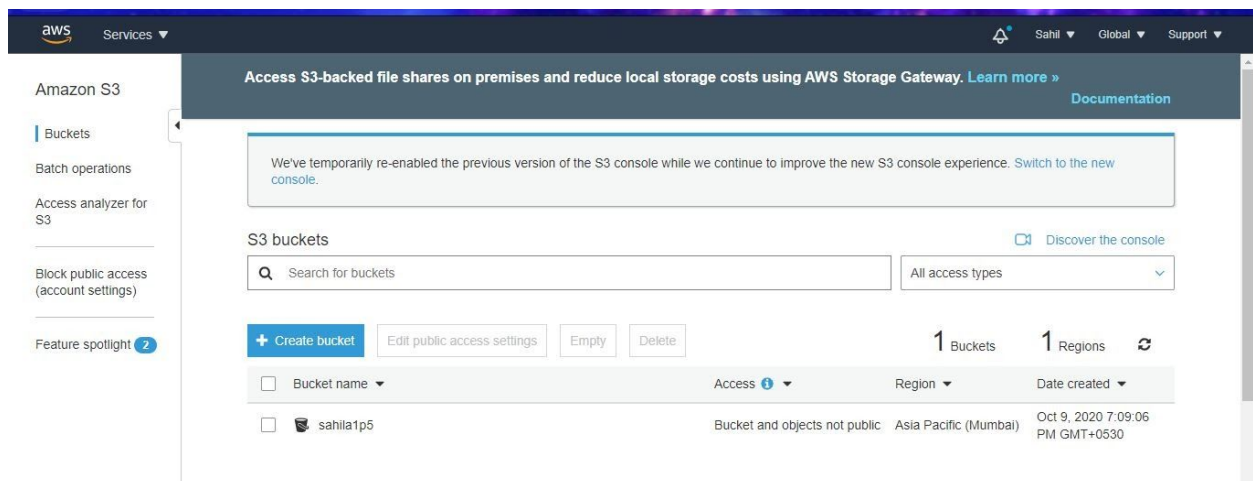 aws Services ▼ Sahil ▼ Global ▼ Support ▼
Access S3-backed file shares on premises and reduce local storage costs using AWS Storage Gateway. Learn more »
Documentation
Amazon S3
Buckets
Batch operations
Access analyzer for
S3
Block public access
(account settings)
Feature spotlight 2
We've temporarily re-enabled the previous version of the S3 console while we continue to improve the new S3 console experience. Switch to the new
console.
S3 buckets
Discover the console
Search for buckets
All access types
+ Create bucket Edit public access settings Empty Delete
1 Buckets 1 Regions
Bucket name ▼ Access ▼ Region ▼ Date created ▼
sahila1p5 Bucket and objects not public Asia Pacific (Mumbai) Oct 9, 2020 7:09:06
PM GMT+0530